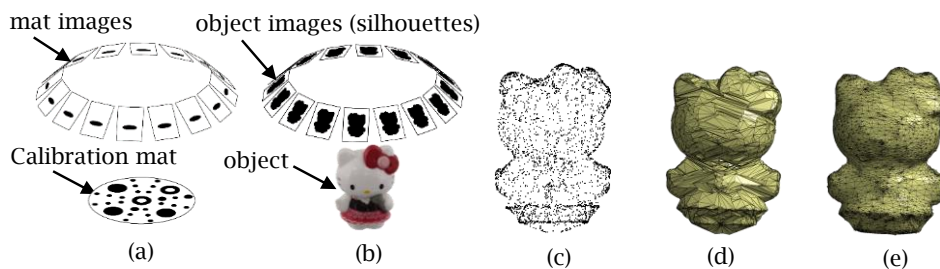 mat images
object images (silhouettes)
Calibration mat
object
(a)
(b)
(c)
(d)
(e)